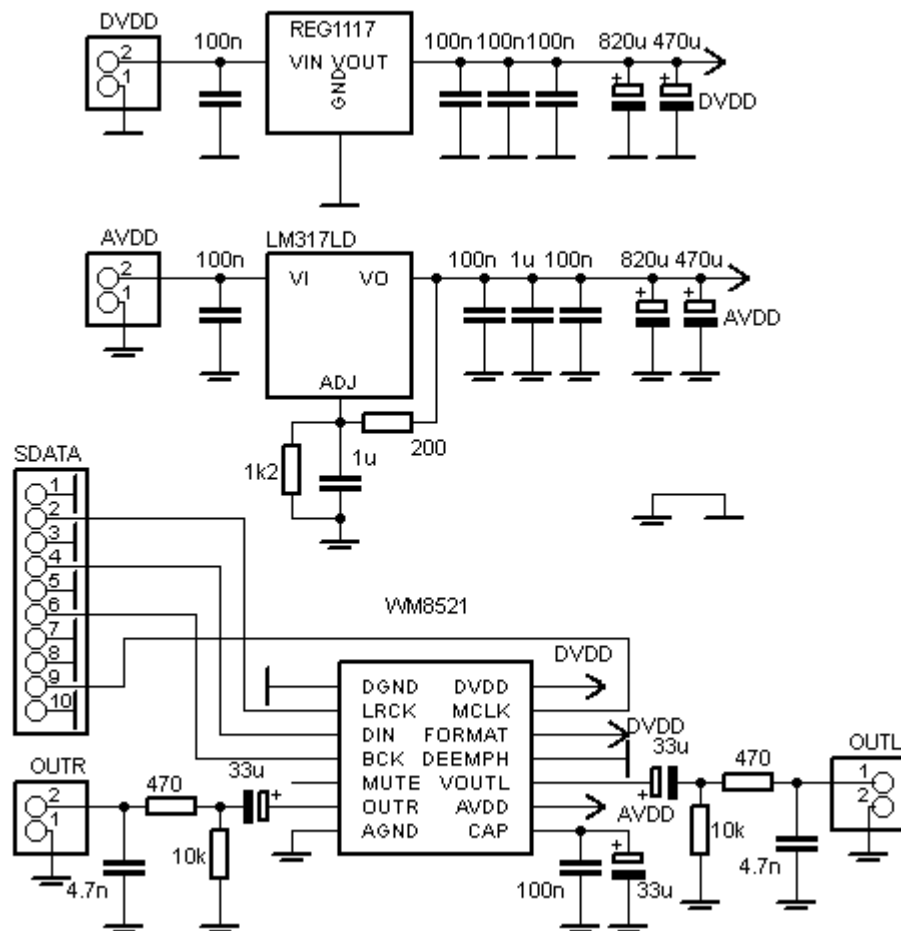 DVDD
2
1
100n
REG1117
VIN VOUT
GND
100n 100n 100n
820u 470u
+ +
DVDD
AVDD
2
1
100n
LM317LD
VI VO
ADJ
100n 1u 100n
820u 470u
+ +
AVDD
200
1k2
1u
SDATA
1
2
3
4
5
6
7
8
9
10
WM8521
DVDD
DGND DVDD
LRCK MCLK
DIN FORMAT
BCK DEEMPH
MUTE VOUTL
OUTR AVDD
AGND CAP
DVDD
AVDD
OUTR
2
1
470
33u
+
10k
4.7n
100n
+
33u
33u
+
470
10k
4.7n
OUTL
1
2